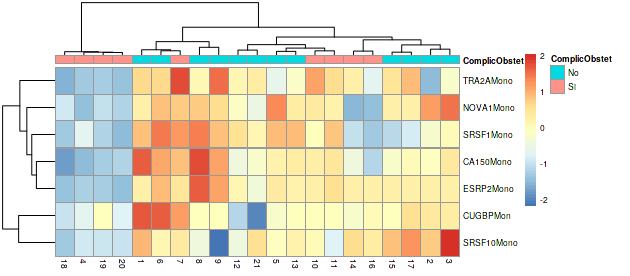 ComplicObstet
TRA2AMono
NOVA1Mono
SRSF1Mono
CA150Mono
ESRP2Mono
CUGBPMon
SRSF10Mono
18 4 19 20 1 6 7 8 9 12 21 5 13 10 11 14 16 15 17 2 3
2
1
0
-1
-2
ComplicObstet
No
SI